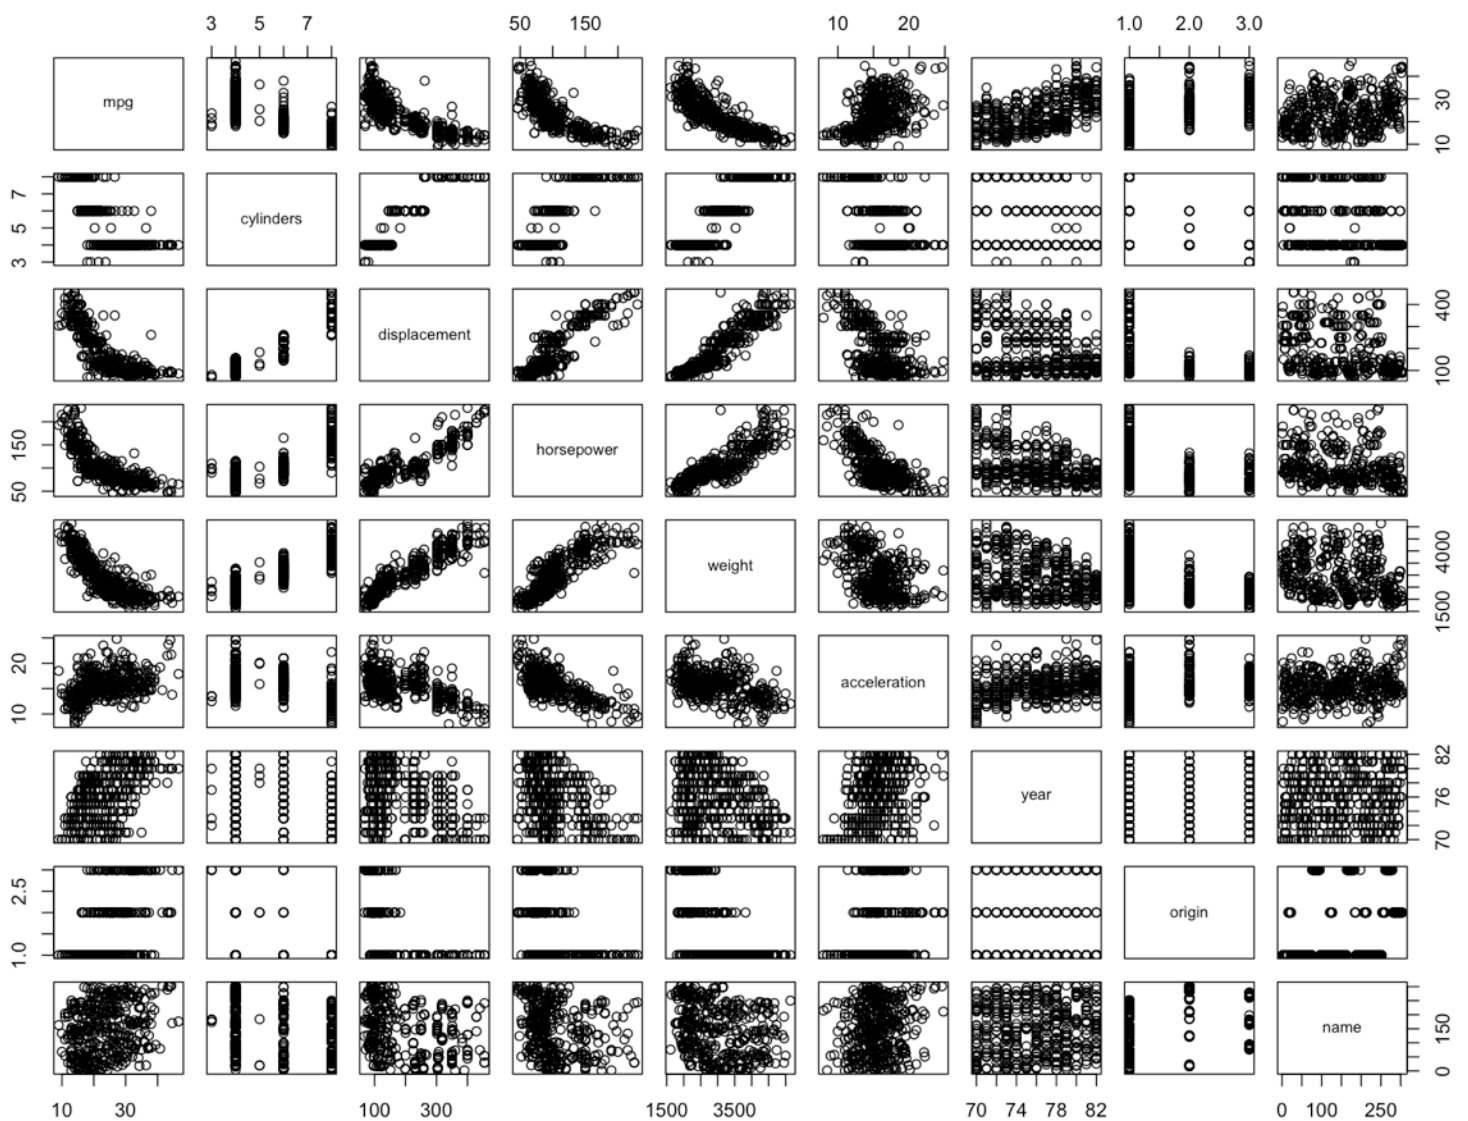 3 5 7 50 150 10 20 1.0 2.0 3.0
mpg 10 30
3 5 7 cylinders
displacement 100 400
50 150 horsepower
weight 1500 4000
10 20 acceleration
year 70 76 82
1.0 2.5 origin
name 0 150
10 30 100 300 1500 3500 70 74 78 82 0 100 250